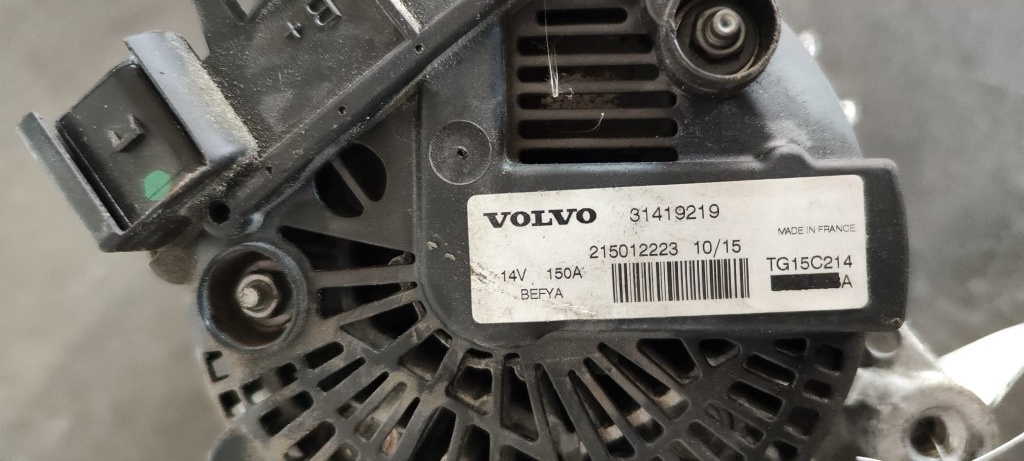 B+
VOLVO 31419219
MADE IN FRANCE
215012223 10/15
14V 150A TG15C214
BEFYA A